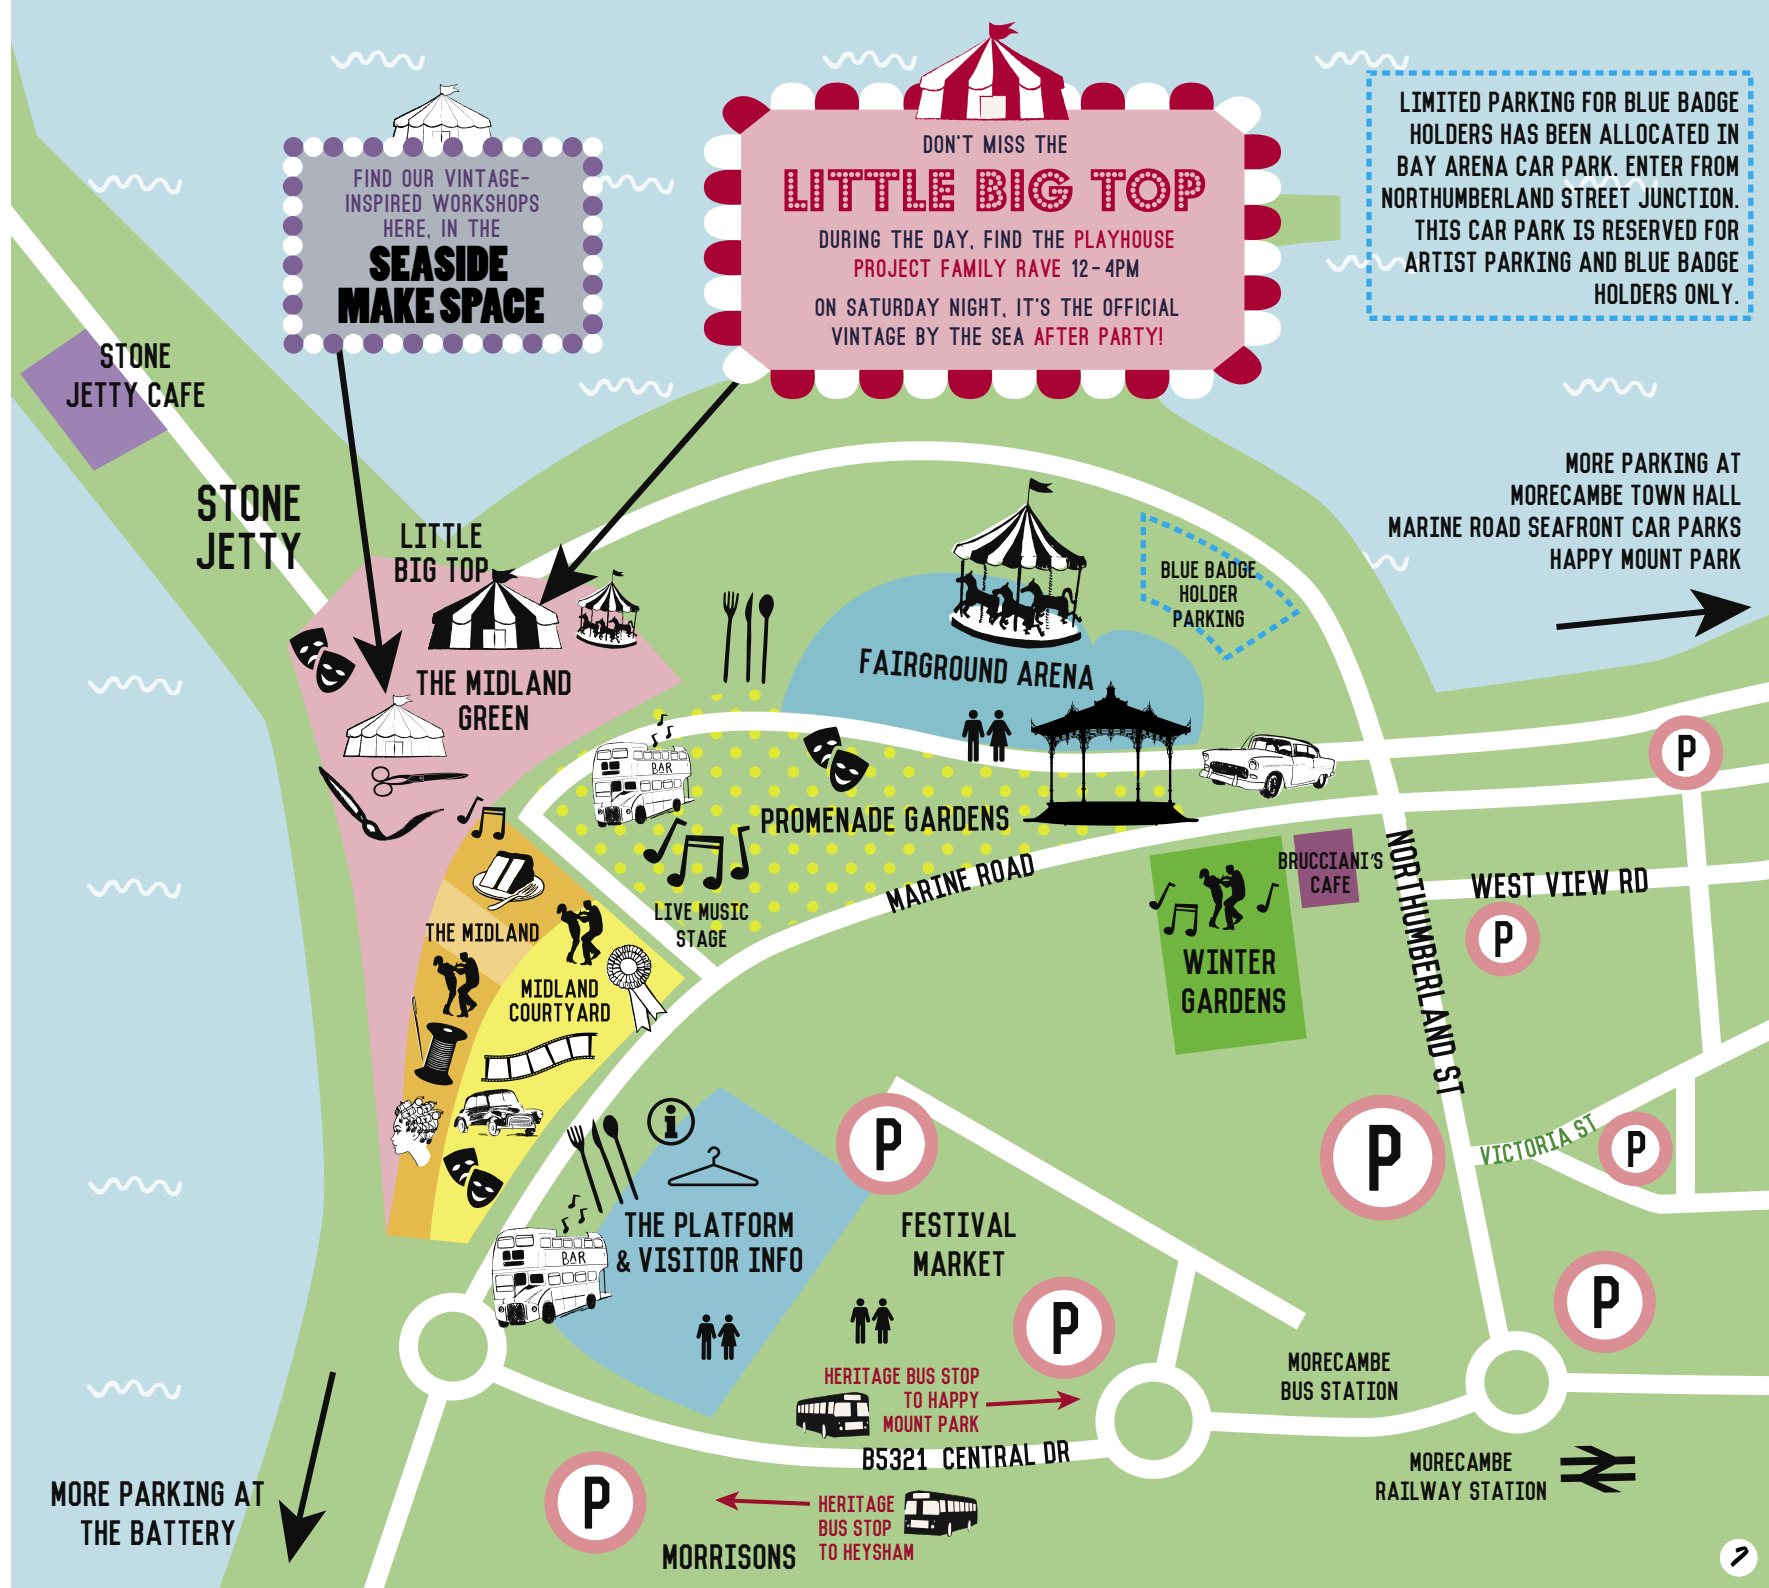 FIND OUR VINTAGE-
INSPIRED WORKSHOPS
HERE, IN THE
SEASIDE
MAKE SPACE
DON'T MISS THE
LITTLE BIG TOP
DURING THE DAY, FIND THE PLAYHOUSE
PROJECT FAMILY RAVE 12-4PM
ON SATURDAY NIGHT, IT'S THE OFFICIAL
VINTAGE BY THE SEA AFTER PARTY!
LIMITED PARKING FOR BLUE BADGE
HOLDERS HAS BEEN ALLOCATED IN
BAY ARENA CAR PARK. ENTER FROM
NORTHUMBERLAND STREET JUNCTION.
THIS CAR PARK IS RESERVED FOR
ARTIST PARKING AND BLUE BADGE
HOLDERS ONLY.
STONE
JETTY CAFE
STONE
JETTY
LITTLE
BIG TOP
MORE PARKING AT
MORECAMBE TOWN HALL
MARINE ROAD SEAFRONT CAR PARKS
HAPPY MOUNT PARK
BLUE BADGE
HOLDER
PARKING
FAIRGROUND ARENA
THE MIDLAND
GREEN
BAR
PROMENADE GARDENS
P
MARINE ROAD
LIVE MUSIC
STAGE
BRUCCIANI'S
CAFE
NORTHUMBERLAND ST
WEST VIEW RD
P
THE MIDLAND
MIDLAND
COURTYARD
WINTER
GARDENS
i
P
P
VICTORIA ST
P
THE PLATFORM
& VISITOR INFO
BAR
FESTIVAL
MARKET
P
P
HERITAGE BUS STOP
TO HAPPY
MOUNT PARK
MORECAMBE
BUS STATION
B5321 CENTRAL DR
MORECAMBE
RAILWAY STATION
MORE PARKING AT
THE BATTERY
P
HERITAGE
BUS STOP
TO HEYSHAM
MORRISONS
7